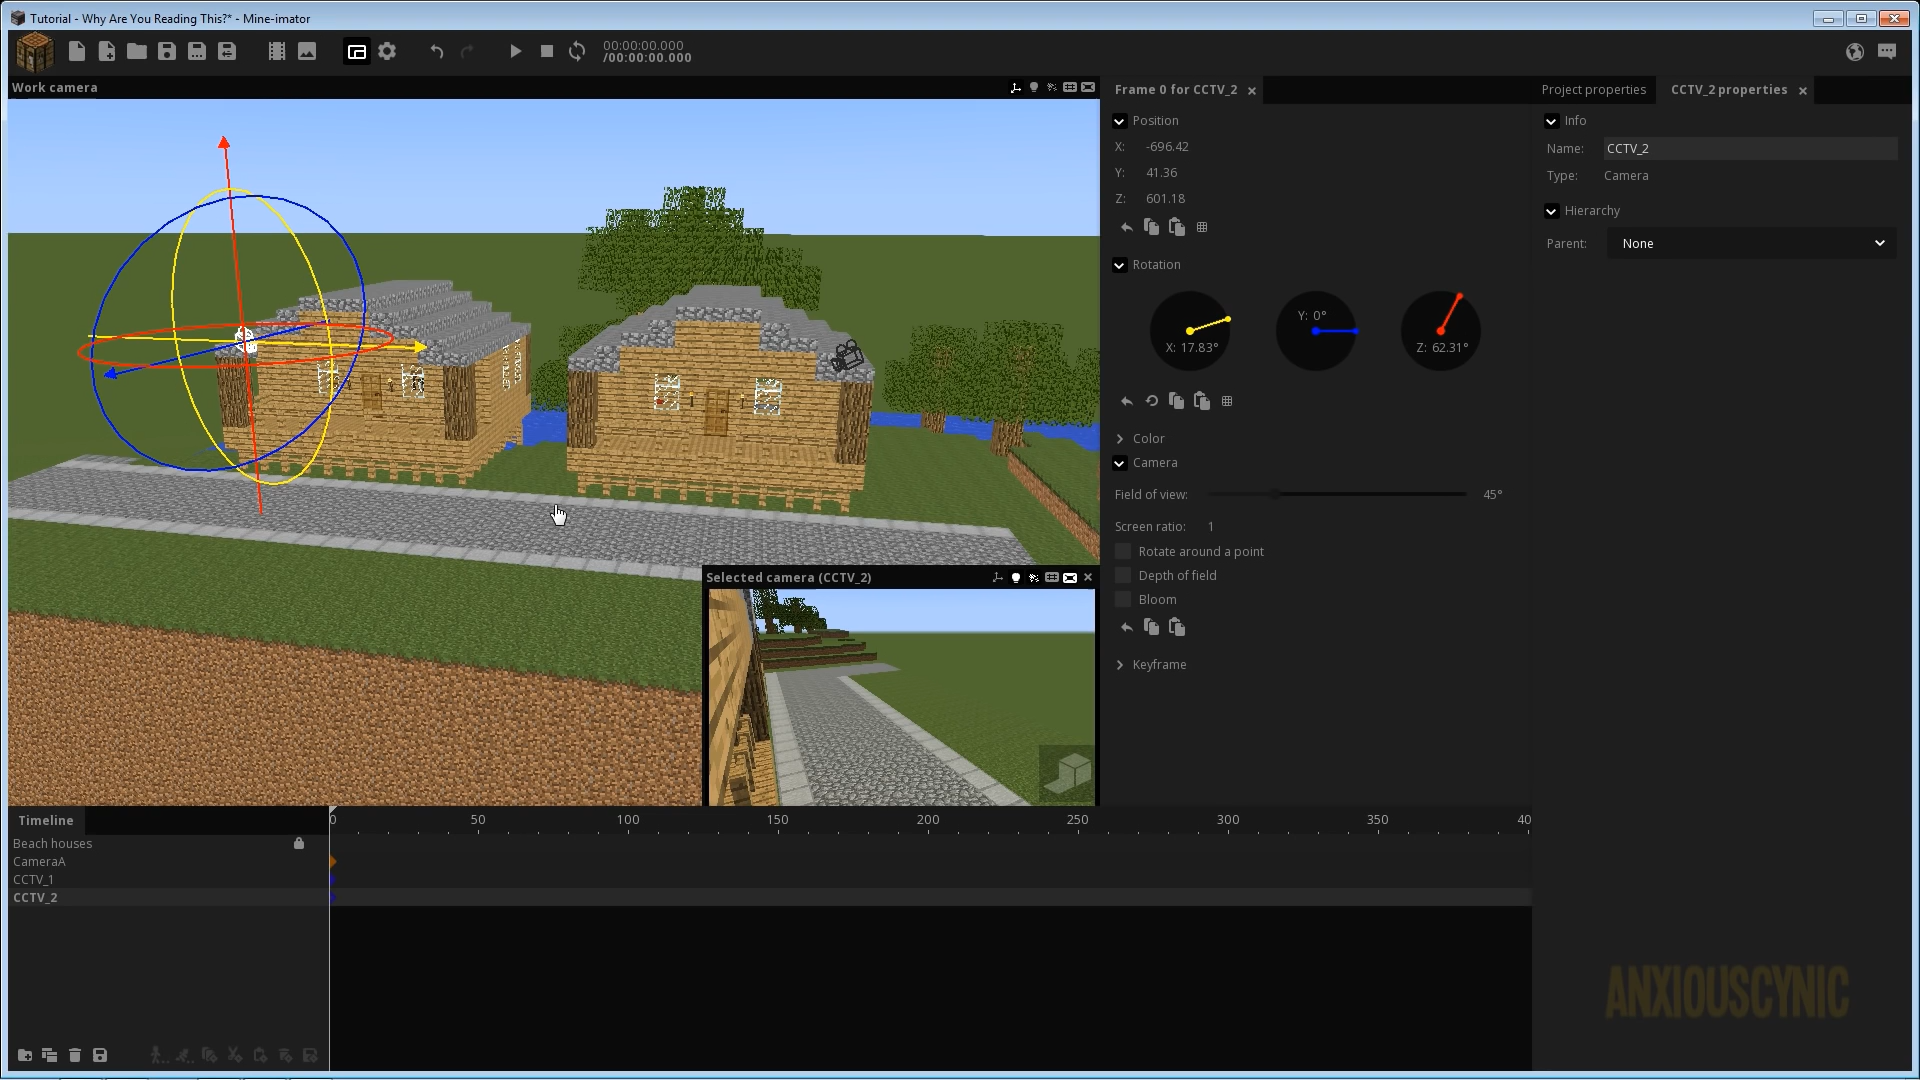 Tutorial - Why Are You Reading This?* - Mine-imator
00:00:00.000
/00:00:00.000
Work camera
Selected camera (CCTV_2)
Frame 0 for CCTV_2
Position
X: -696.42
Y: 41.36
Z: 601.18
Rotation
X: 17.83°
Y: 0°
Z: 62.31°
Color
Camera
Field of view: 45°
Screen ratio: 1
Rotate around a point
Depth of field
Bloom
Keyframe
Project properties
CCTV_2 properties
Info
Name: CCTV_2
Type: Camera
Hierarchy
Parent: None
Timeline
0 50 100 150 200 250 300 350 40
Beach houses
CameraA
CCTV_1
CCTV_2
ANXIOUSCYNIC